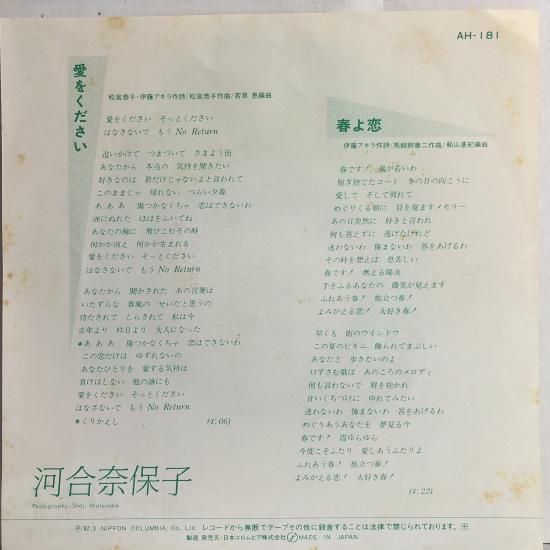 AH-181
愛をください
松宮恭子・伊藤アキラ作詩/松宮恭子作曲/若草 恵編曲
愛をください そっとください
はなさないで もう No Return
追いかけて つまづいて さまよう街
あなたから 本当の 気持を聞きたい
好きなのは 君だけじゃないよと言われて
このままじゃ 帰れない つらい夕暮
あ あ あ 傷つかなくちゃ 恋はできないわ
涙にぬれた ほほをふいてね
あなたの胸に 飛びこむその時
何かが消え 何かが生まれる
愛をください そっとください
はなさないで もう No Return
あなたから 聞かされた あの言葉は
いたずらな 春風の せいだと思うの
待たされて じらされて 私は今
去年より 昨日より 大人になった
*あ あ あ 傷つかなくちゃ 恋はできないわ
この恋だけは ゆずれないの
あなたひとりを 愛する気持は
負けはしない 他の誰にも
愛をください そっとください
はなさないで もう No Return
*くりかえし
(4:06)
春よ恋
伊藤アキラ作詩/馬飼野康二作曲/船山基紀編曲
春です! 風が若いわ
脱ぎ捨てたコート 冬の日の向こうに
愛して そして別れて
めぐりくる朝に 目を覚ますメモリー
あの日突然に 好きと言われ
何も答えずに 逃げたけれど
迷わないわ 悔まないわ 答をあげるわ
その時を想えば 息苦しい
春です! 燃える陽炎
手をふるあなたの 微笑が見えます
ふれあう春! 旅立つ春!
よみがえる恋! 大好き春!
早くも 街のウインドウ
この夏のビキニ 飾られてまぶしい
あなたと 歩きたいのよ
口ずさむ歌は あのころのメロディ
何も言わないで 肩を抱かれ
甘いくちづけに ゆれてみたい
迷わないわ 悔まないわ 答をあげるわ
めぐりあうあなたを 夢見る今
春です! 霞ゆらゆら
今度こそふたり 愛しあうふたりよ
ふれあう春! 旅立つ春!
よみがえる恋! 大好き春!
(4:22)
河合奈保子
Photography: Shoji Watanabe
Ⓟ'82.3 NIPPON COLUMBIA, Co., Ltd. レコードから無断でテープその他に録音することは法律で禁じられております。
製造 発売元・日本コロムビア株式会社 MADE IN JAPAN